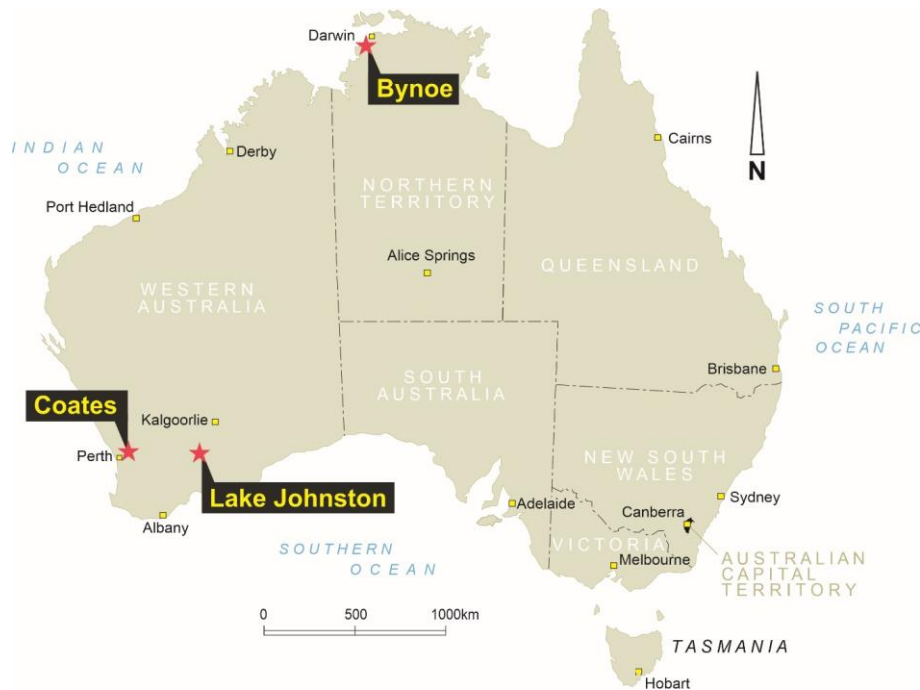 Darwin
Bynoe
INDIAN
OCEAN
Derby
Cairns
N
Port Hedland
NORTHERN
TERRITORY
Alice Springs
QUEENSLAND
WESTERN
AUSTRALIA
SOUTH
PACIFIC
OCEAN
Brisbane
SOUTH
AUSTRALIA
Coates
Kalgoorlie
Perth
Lake Johnston
NEW SOUTH
WALES
Sydney
Adelaide
Canberra
Albany
SOUTHERN
OCEAN
VICTORIA
Melbourne
AUSTRALIAN
CAPITAL
TERRITORY
0 500 1000km
TASMANIA
Hobart